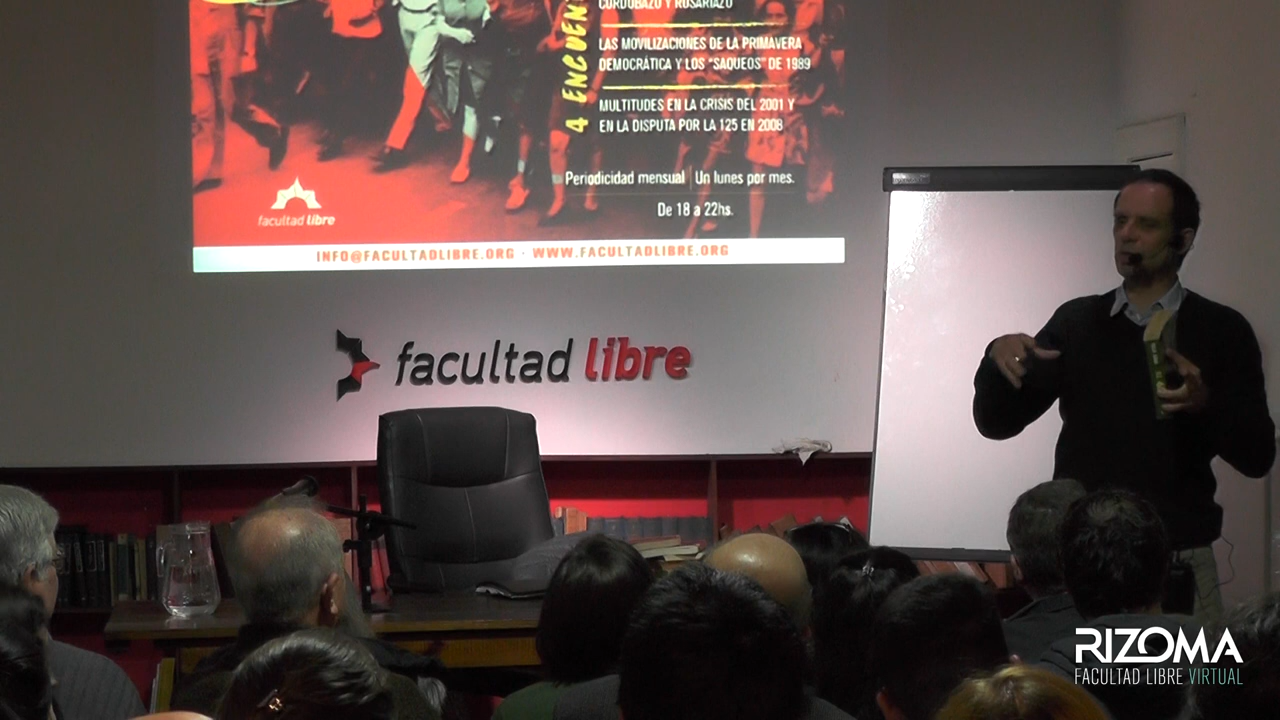 CORDOBAZO Y ROSARIAZO
LAS MOVILIZACIONES DE LA PRIMAVERA
DEMOCRÁTICA Y LOS "SAQUEOS" DE 1989
MULTITUDES EN LA CRISIS DEL 2001 Y
EN LA DISPUTA POR LA 125 EN 2008
4 ENCUEN
Periodicidad mensual | Un lunes por mes.
De 18 a 22hs.
facultad libre
INFO@FACULTADLIBRE.ORG · WWW.FACULTADLIBRE.ORG
facultad libre
RIZOMA
FACULTAD LIBRE VIRTUAL